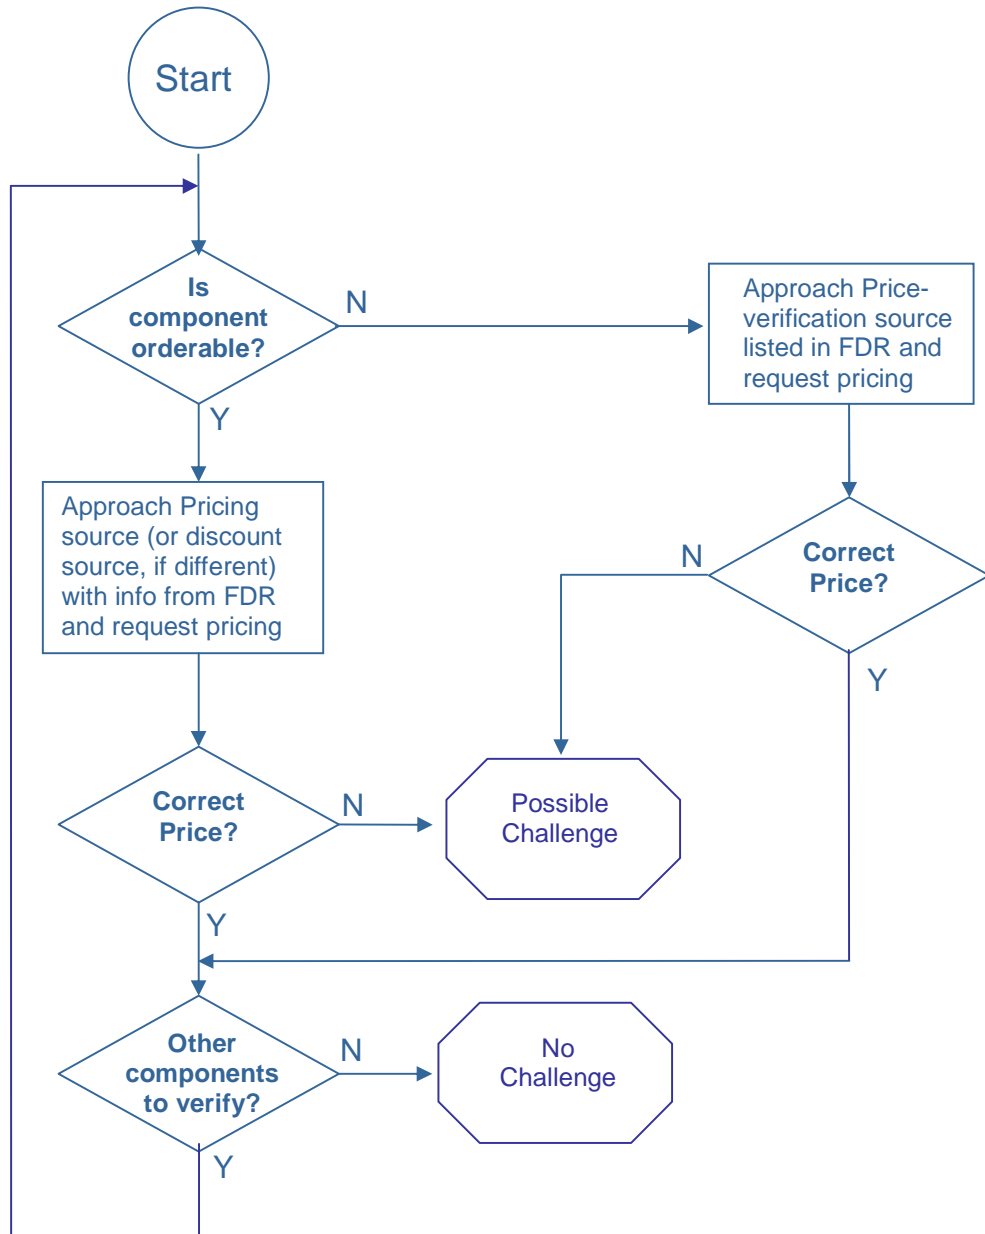 Start
Is
component
orderable?
N
Y
Approach Price-
verification source
listed in FDR and
request pricing
Approach Pricing
source (or discount
source, if different)
with info from FDR
and request pricing
Correct
Price?
N
Y
Correct
Price?
N
Y
Possible
Challenge
Other
components
to verify?
N
Y
No
Challenge